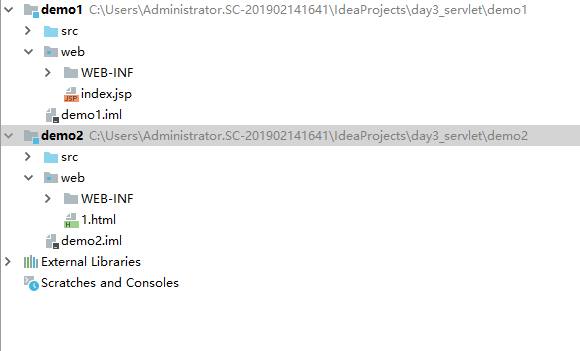 demo1 C:\Users\Administrator.SC-201902141641\IdeaProjects\day3_servlet\demo1
src
web
WEB-INF
JSP index.jsp
demo1.iml
demo2 C:\Users\Administrator.SC-201902141641\IdeaProjects\day3_servlet\demo2
src
web
WEB-INF
H 1.html
demo2.iml
External Libraries
Scratches and Consoles